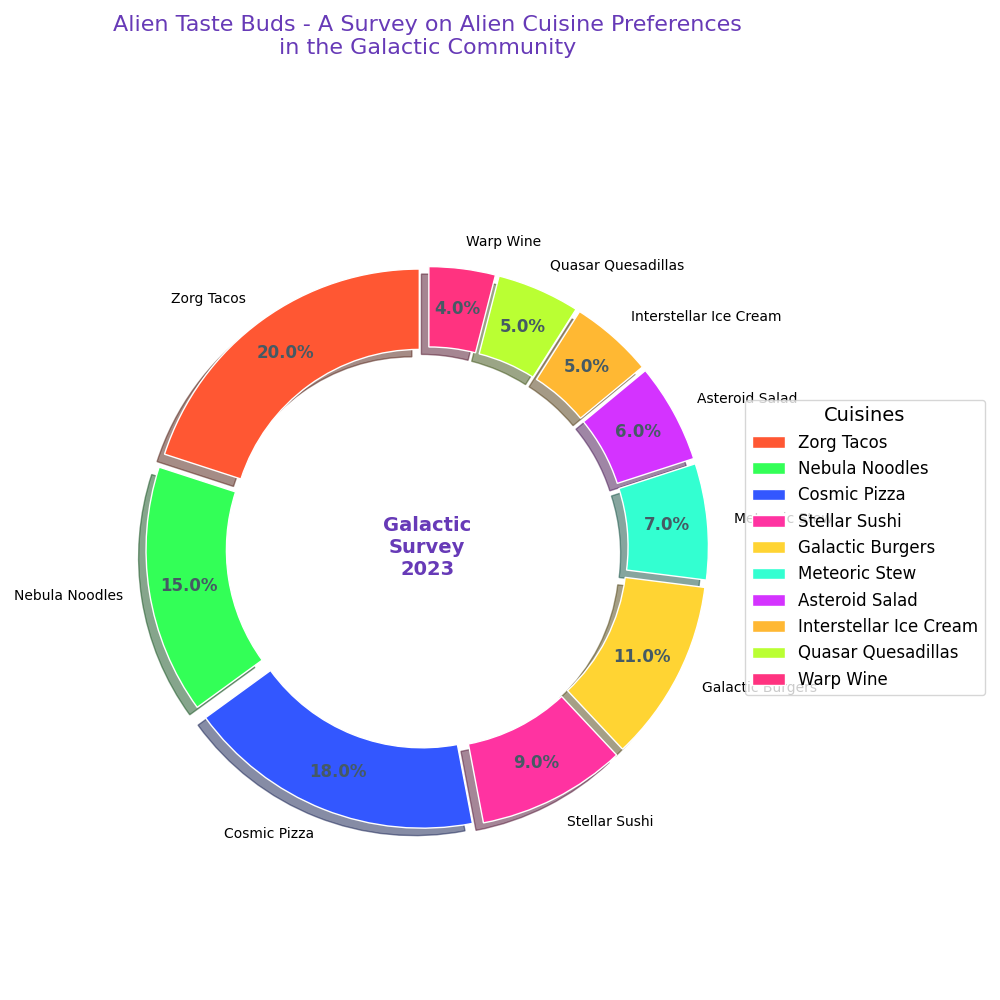 Alien Taste Buds - A Survey on Alien Cuisine Preferences
in the Galactic Community
Warp Wine
Quasar Quesadillas
Interstellar Ice Cream
Asteroid Salad
Meteoric Stew
Galactic Burgers
Stellar Sushi
Cosmic Pizza
Nebula Noodles
Zorg Tacos
4.0%
5.0%
5.0%
6.0%
7.0%
11.0%
9.0%
18.0%
15.0%
20.0%
Galactic
Survey
2023
Cuisines
Zorg Tacos
Nebula Noodles
Cosmic Pizza
Stellar Sushi
Galactic Burgers
Meteoric Stew
Asteroid Salad
Interstellar Ice Cream
Quasar Quesadillas
Warp Wine